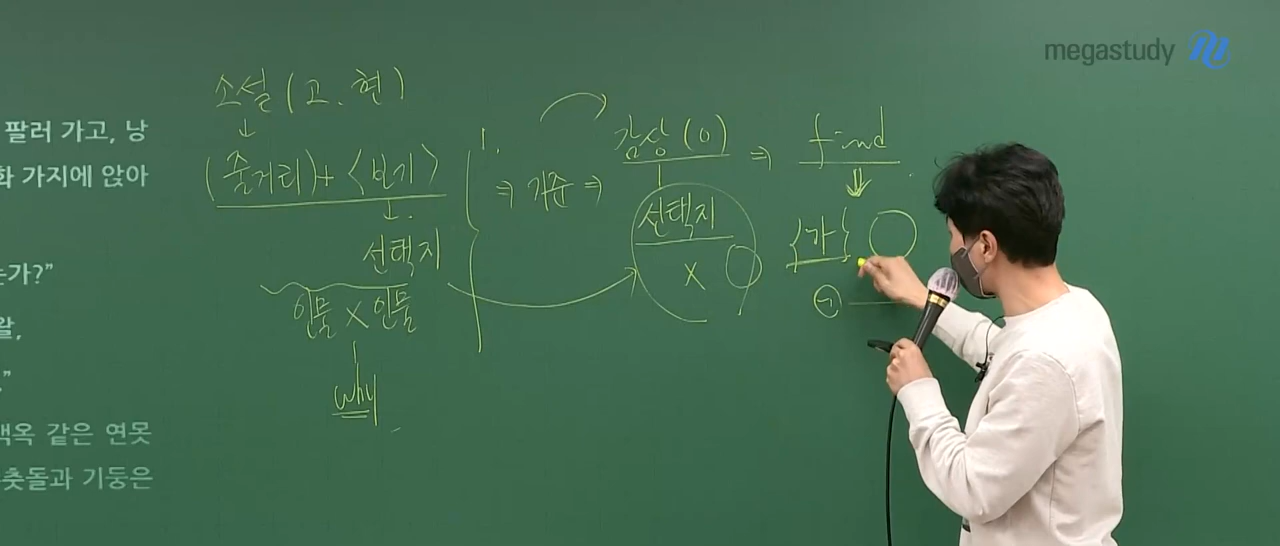 megastudy
팔러 가고, 낭
화 가지에 앉아
는가?”
왈,
”
백옥 같은 연못
춧돌과 기둥은
소설 (고, 현)
↓
(줄거리) + <보기>
↓
선택지
인물 X 인물
why
1.
⇒ 기준 ⇒
감상 (O) ⇒ find
선택지
X
{가}
㉠